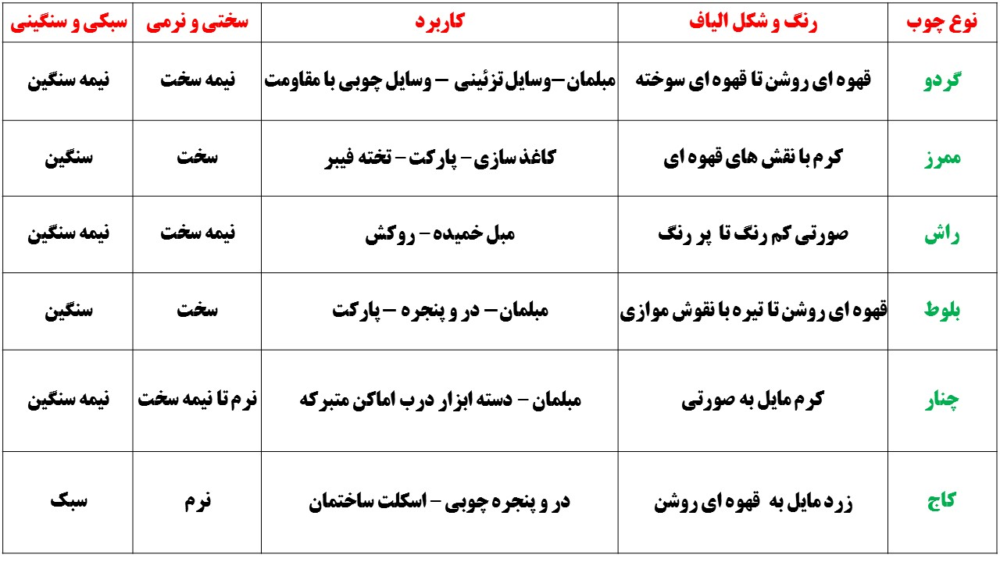 نوع چوب رنگ و شکل الیاف کاربرد سختی و نرمی سبکی و سنگینی
گردو قهوه ای روشن تا قهوه ای سوخته مبلمان –وسایل تزئینی – وسایل چوبی با مقاومت نیمه سخت نیمه سنگین
ممرز کرم با نقش های قهوه ای کاغذ سازی – پارکت – تخته فیبر سخت سنگین
راش صورتی کم رنگ تا پر رنگ مبل خمیده – روکش نیمه سخت نیمه سنگین
بلوط قهوه ای روشن تا تیره با نقوش موازی مبلمان – در و پنجره – پارکت سخت سنگین
چنار کرم مایل به صورتی مبلمان – دسته ابزار درب اماکن متبرکه نرم تا نیمه سخت نیمه سنگین
کاج زرد مایل به قهوه ای روشن در و پنجره چوبی – اسکلت ساختمان نرم سبک